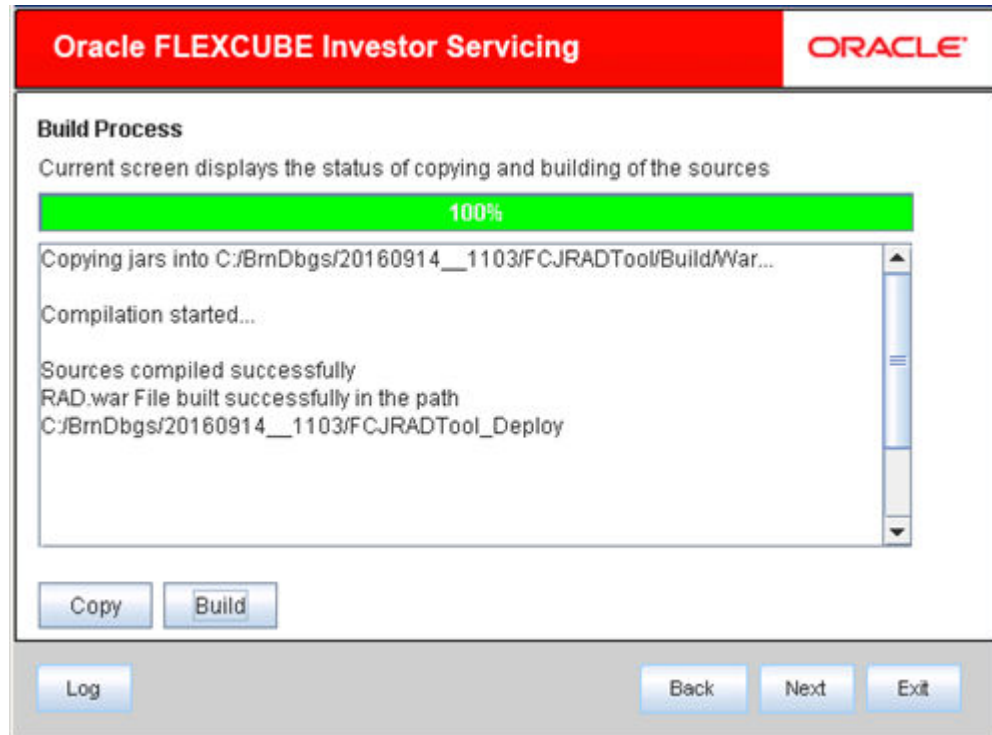 Oracle FLEXCUBE Investor Servicing
ORACLE
Build Process
Current screen displays the status of copying and building of the sources
100%
Copying jars into C:/BrnDbgs/20160914__1103/FCJRADTool/Build/War...
Compilation started...
Sources compiled successfully
RAD.war File built successfully in the path
C:/BrnDbgs/20160914__1103/FCJRADTool_Deploy
Copy
Build
Log
Back
Next
Exit